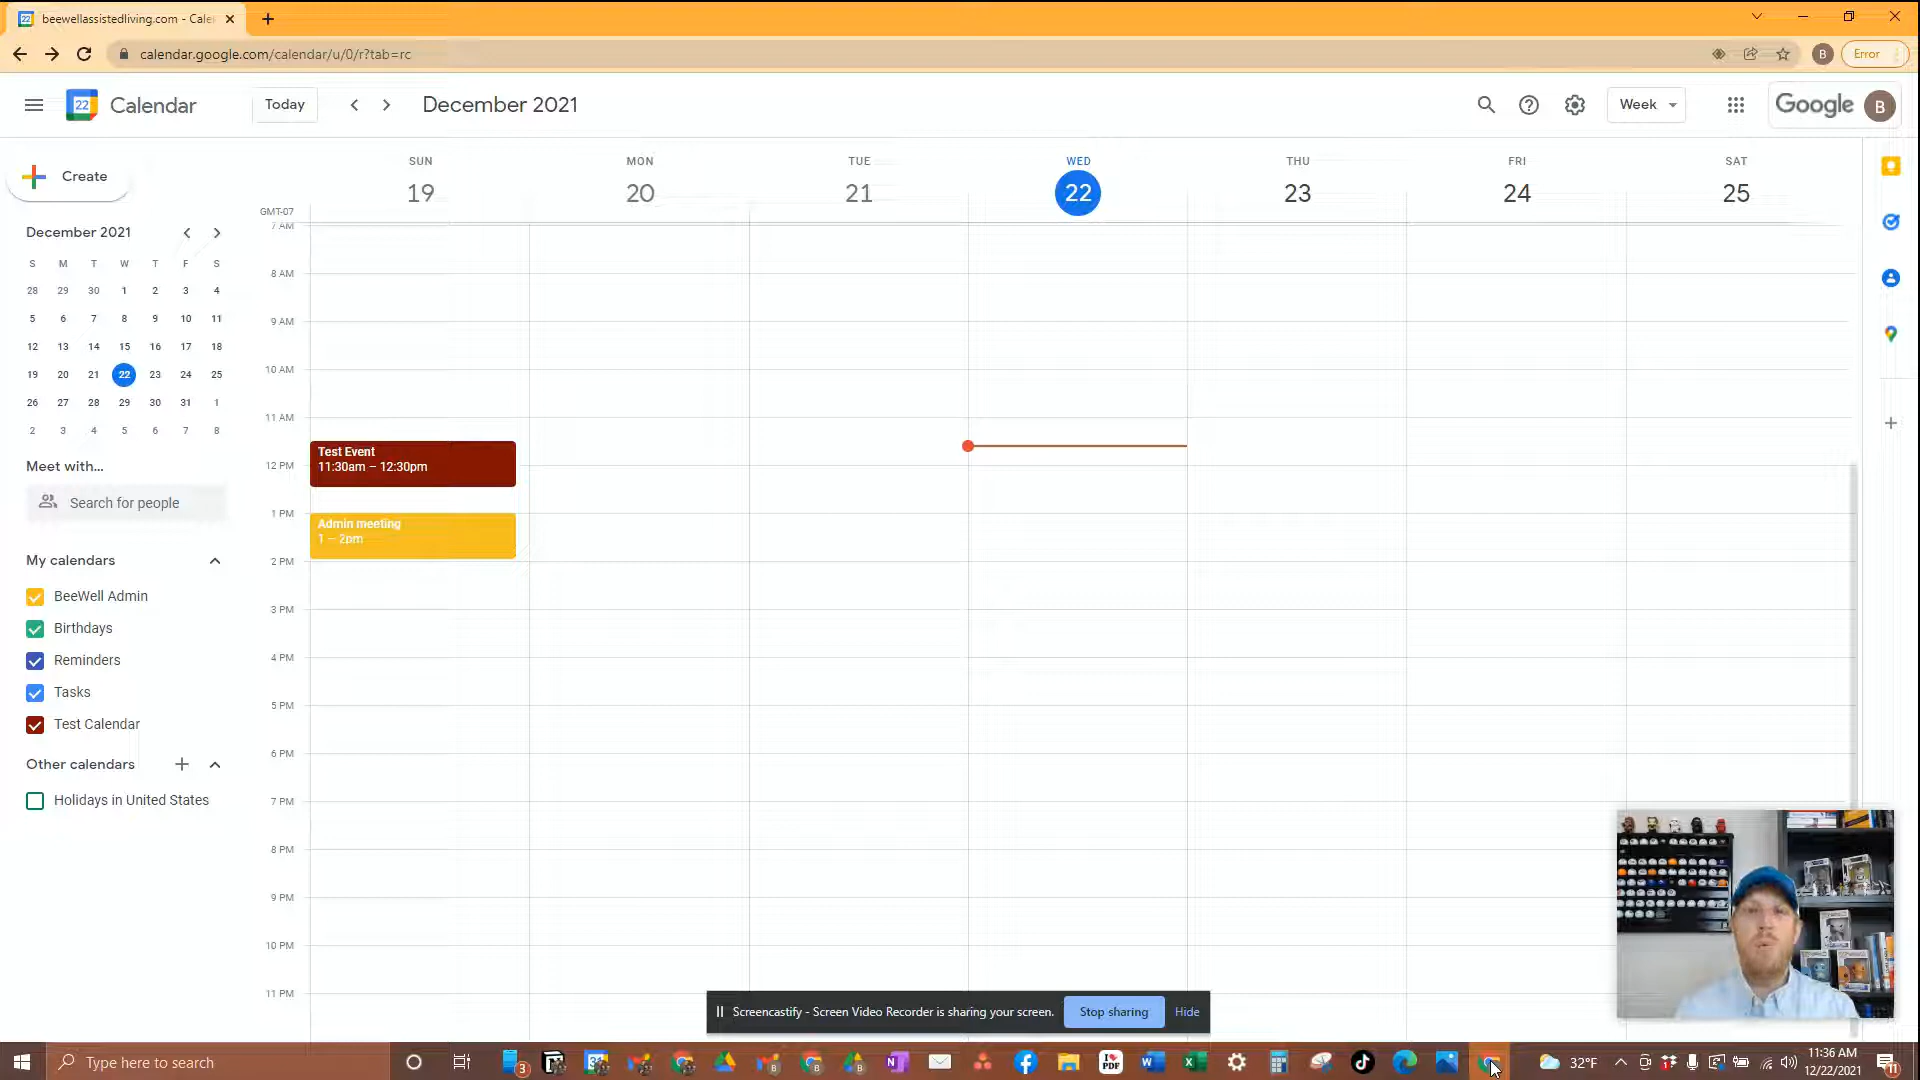 beewellassistedliving.com - Cale
calendar.google.com/calendar/u/0/r?tab=rc
B
Error
22
Calendar
Today
December 2021
Week
Google
B
Create
SUN
MON
TUE
WED
THU
FRI
SAT
19
20
21
22
23
24
25
GMT-07
December 2021
S M T W T F S
28 29 30 1 2 3 4
5 6 7 8 9 10 11
12 13 14 15 16 17 18
19 20 21 22 23 24 25
26 27 28 29 30 31 1
2 3 4 5 6 7 8
Meet with...
Search for people
My calendars
BeeWell Admin
Birthdays
Reminders
Tasks
Test Calendar
Other calendars
Holidays in United States
7 AM
8 AM
9 AM
10 AM
11 AM
12 PM
1 PM
2 PM
3 PM
4 PM
5 PM
6 PM
7 PM
8 PM
9 PM
10 PM
11 PM
Test Event
11:30am – 12:30pm
Admin meeting
1 – 2pm
Screencastify - Screen Video Recorder is sharing your screen.
Stop sharing
Hide
Type here to search
3
32°F
11:36 AM
12/22/2021
11